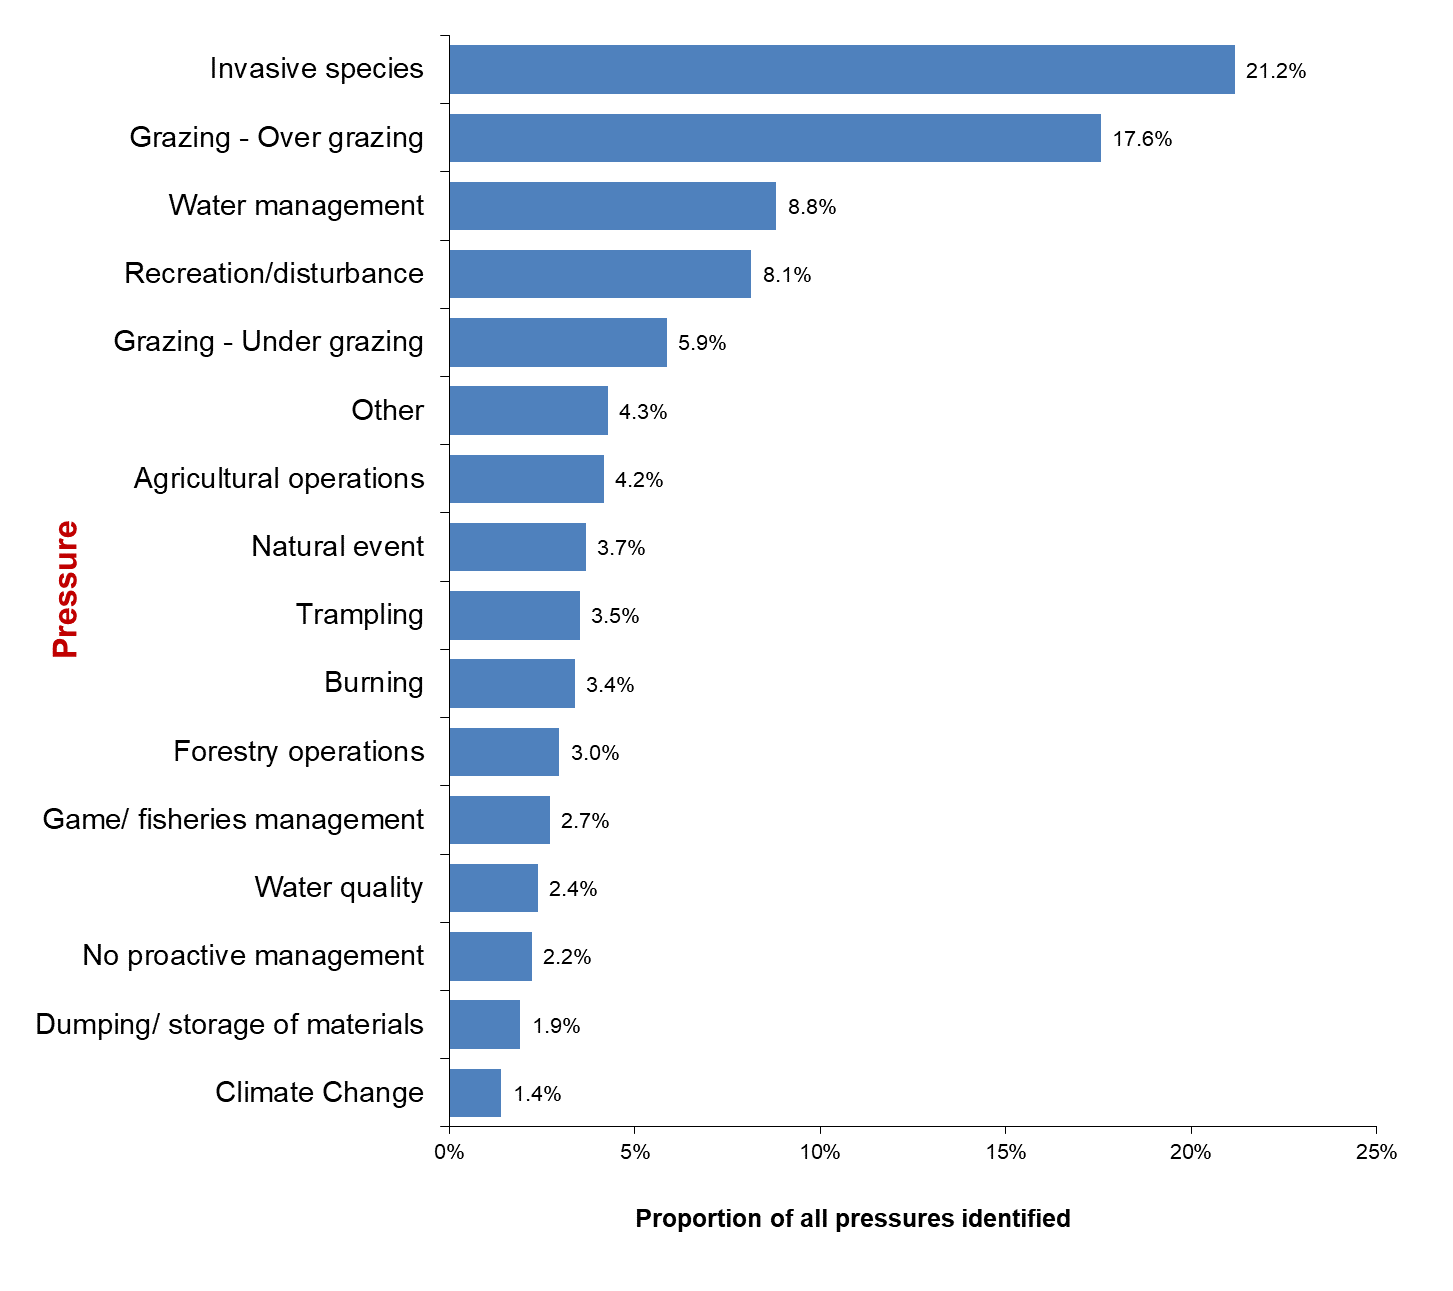 Invasive species 21.2%
Grazing - Over grazing 17.6%
Water management 8.8%
Recreation/disturbance 8.1%
Grazing - Under grazing 5.9%
Other 4.3%
Agricultural operations 4.2%
Natural event 3.7%
Pressure
Trampling 3.5%
Burning 3.4%
Forestry operations 3.0%
Game/ fisheries management 2.7%
Water quality 2.4%
No proactive management 2.2%
Dumping/ storage of materials 1.9%
Climate Change 1.4%
0% 5% 10% 15% 20% 25%
Proportion of all pressures identified